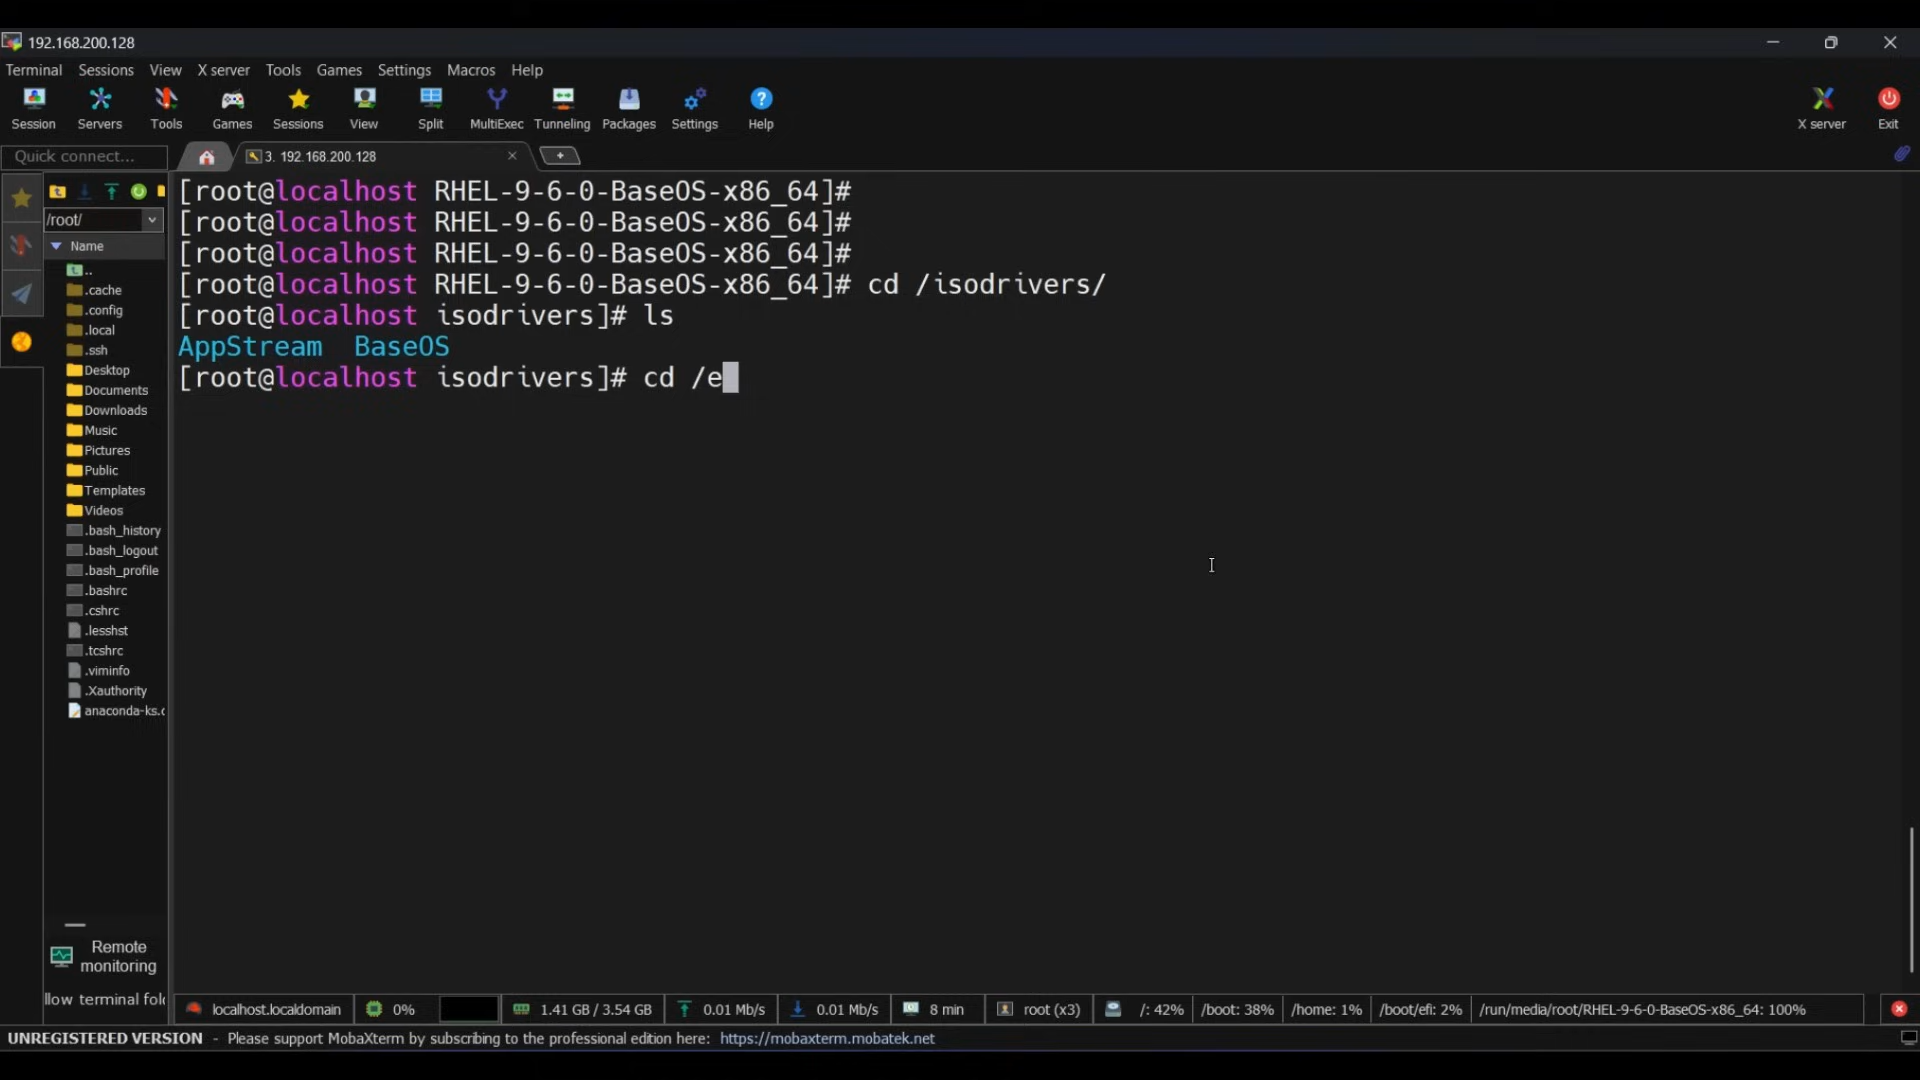 192.168.200.128
Terminal Sessions View X server Tools Games Settings Macros Help
Session Servers Tools Games Sessions View Split MultiExec Tunneling Packages Settings Help X server Exit
Quick connect...
3. 192.168.200.128
/root/
Name
..
.cache
.config
.local
.ssh
Desktop
Documents
Downloads
Music
Pictures
Public
Templates
Videos
.bash_history
.bash_logout
.bash_profile
.bashrc
.cshrc
.lesshst
.tcshrc
.viminfo
.Xauthority
anaconda-ks.c
Remote
monitoring
llow terminal fol
[root@localhost RHEL-9-6-0-BaseOS-x86_64]#
[root@localhost RHEL-9-6-0-BaseOS-x86_64]#
[root@localhost RHEL-9-6-0-BaseOS-x86_64]#
[root@localhost RHEL-9-6-0-BaseOS-x86_64]# cd /isodrivers/
[root@localhost isodrivers]# ls
AppStream BaseOS
[root@localhost isodrivers]# cd /e
localhost.localdomain 0% 1.41 GB / 3.54 GB 0.01 Mb/s 0.01 Mb/s 8 min root (x3) /: 42% /boot: 38% /home: 1% /boot/efi: 2% /run/media/root/RHEL-9-6-0-BaseOS-x86_64: 100%
UNREGISTERED VERSION - Please support MobaXterm by subscribing to the professional edition here: https://mobaxterm.mobatek.net